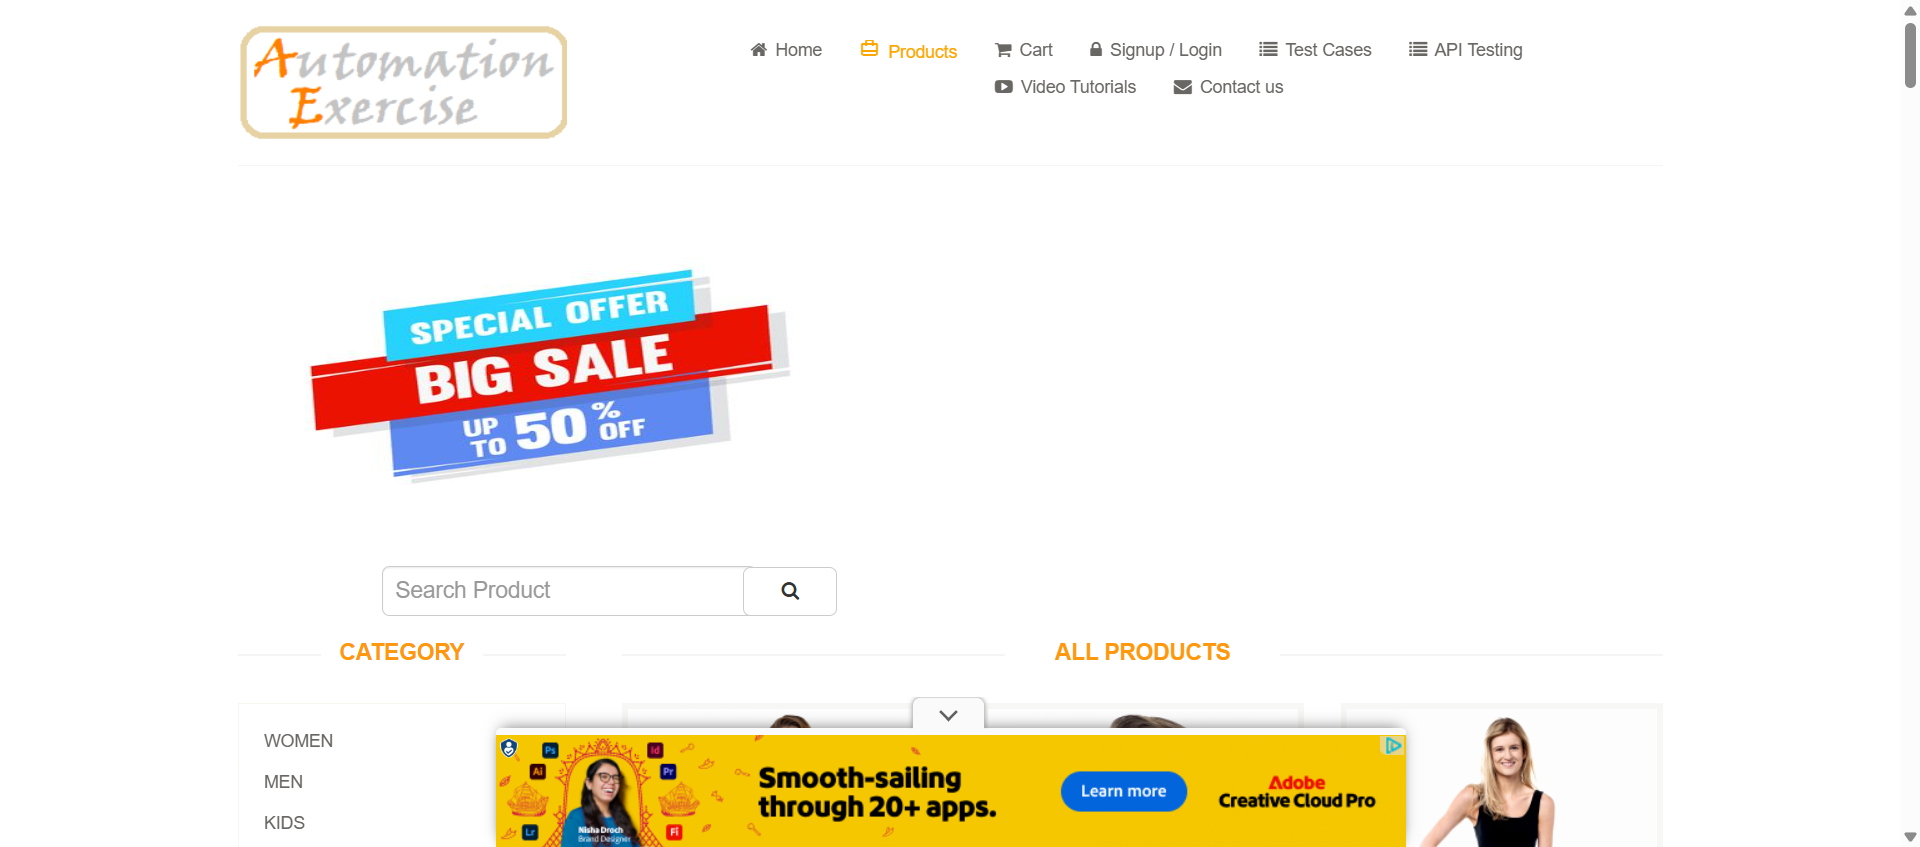 Automation
Exercise
Home
Products
Cart
Signup / Login
Test Cases
API Testing
Video Tutorials
Contact us
SPECIAL OFFER
BIG SALE
UP TO 50% OFF
Search Product
CATEGORY
ALL PRODUCTS
WOMEN
MEN
KIDS
Ps
Id
Ai
Pr
Lr
Fi
Nisha Droch
Brand Designer
Smooth-sailing
through 20+ apps.
Learn more
Adobe
Creative Cloud Pro